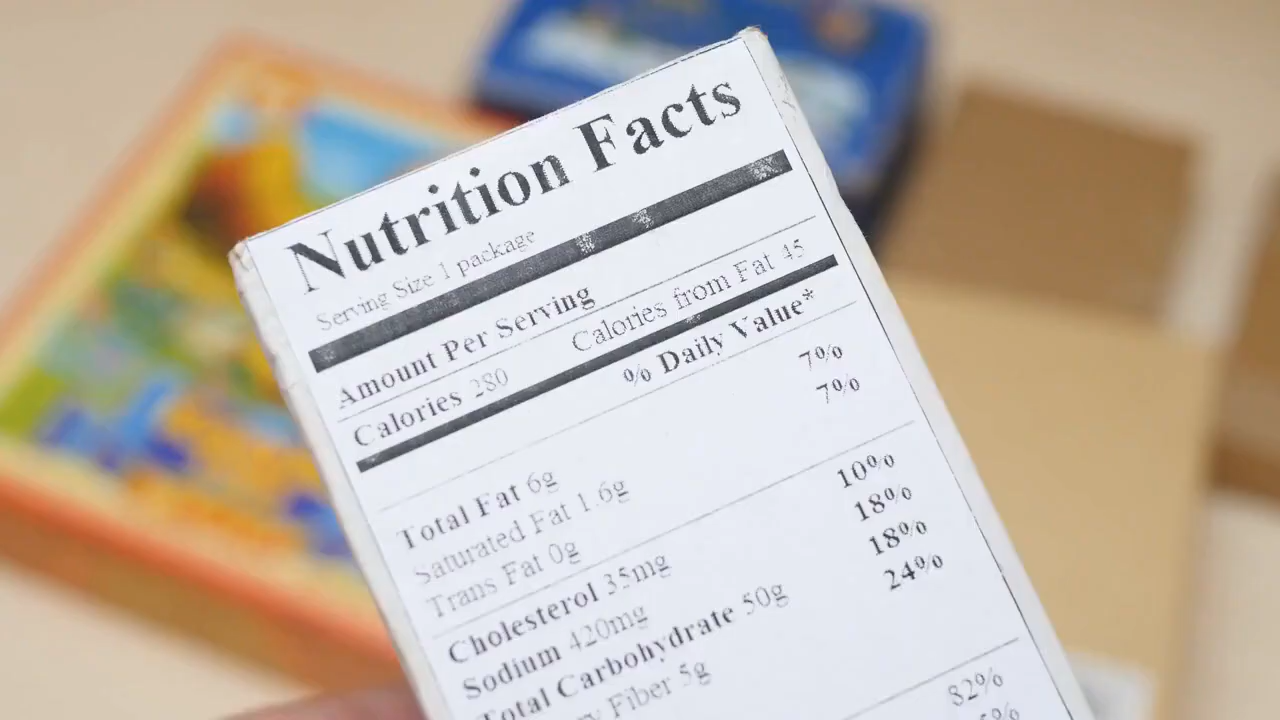 Nutrition Facts
Serving Size 1 package
Amount Per Serving
Calories 280 Calories from Fat 45
% Daily Value*
Total Fat 6g 7%
Saturated Fat 1.6g 7%
Trans Fat 0g
Cholesterol 35mg 10%
Sodium 420mg 18%
Total Carbohydrate 50g 18%
Fiber 5g 24%
82%